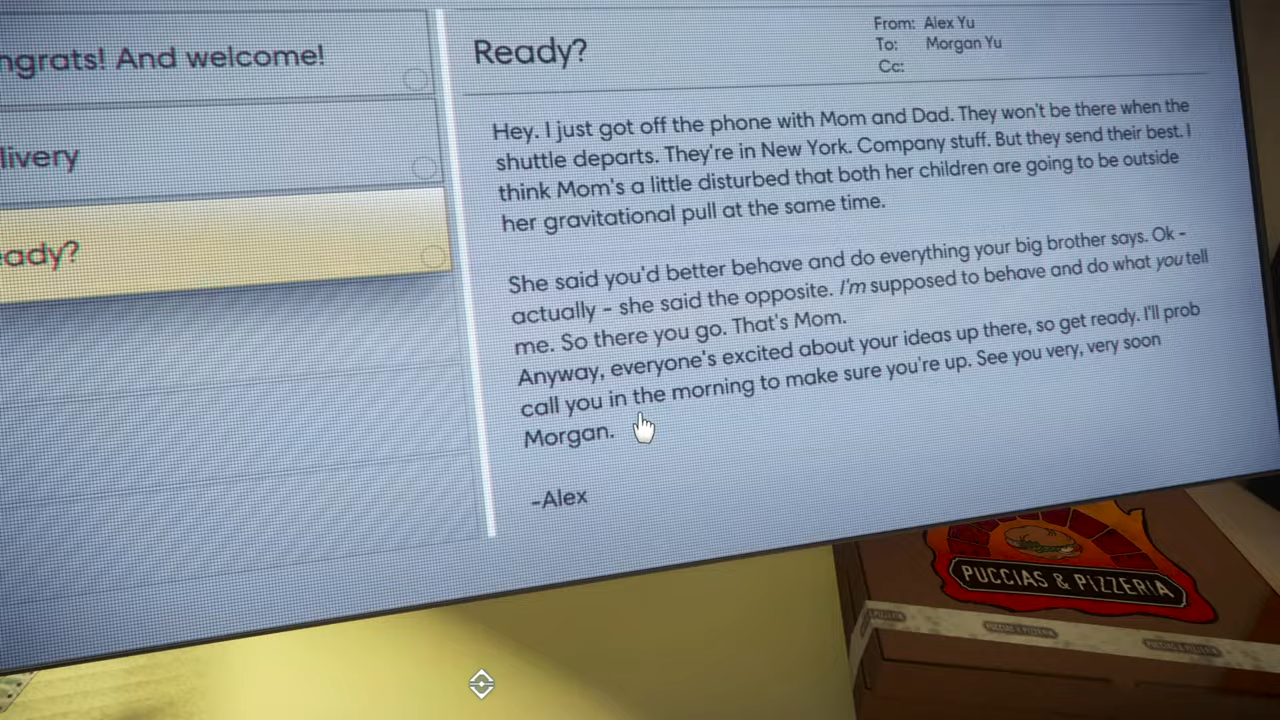 ngrats! And welcome!
livery
eady?
Ready?
From: Alex Yu
To: Morgan Yu
Cc:
Hey. I just got off the phone with Mom and Dad. They won't be there when the
shuttle departs. They're in New York. Company stuff. But they send their best. I
think Mom's a little disturbed that both her children are going to be outside
her gravitational pull at the same time.
She said you'd better behave and do everything your big brother says. Ok -
actually - she said the opposite. I'm supposed to behave and do what you tell
me. So there you go. That's Mom.
Anyway, everyone's excited about your ideas up there, so get ready. I'll prob
call you in the morning to make sure you're up. See you very, very soon
Morgan.
-Alex
PUCCIAS & PIZZERIA